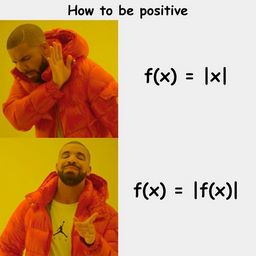 How to be positive
f(x) = |x|
f(x) = |f(x)|